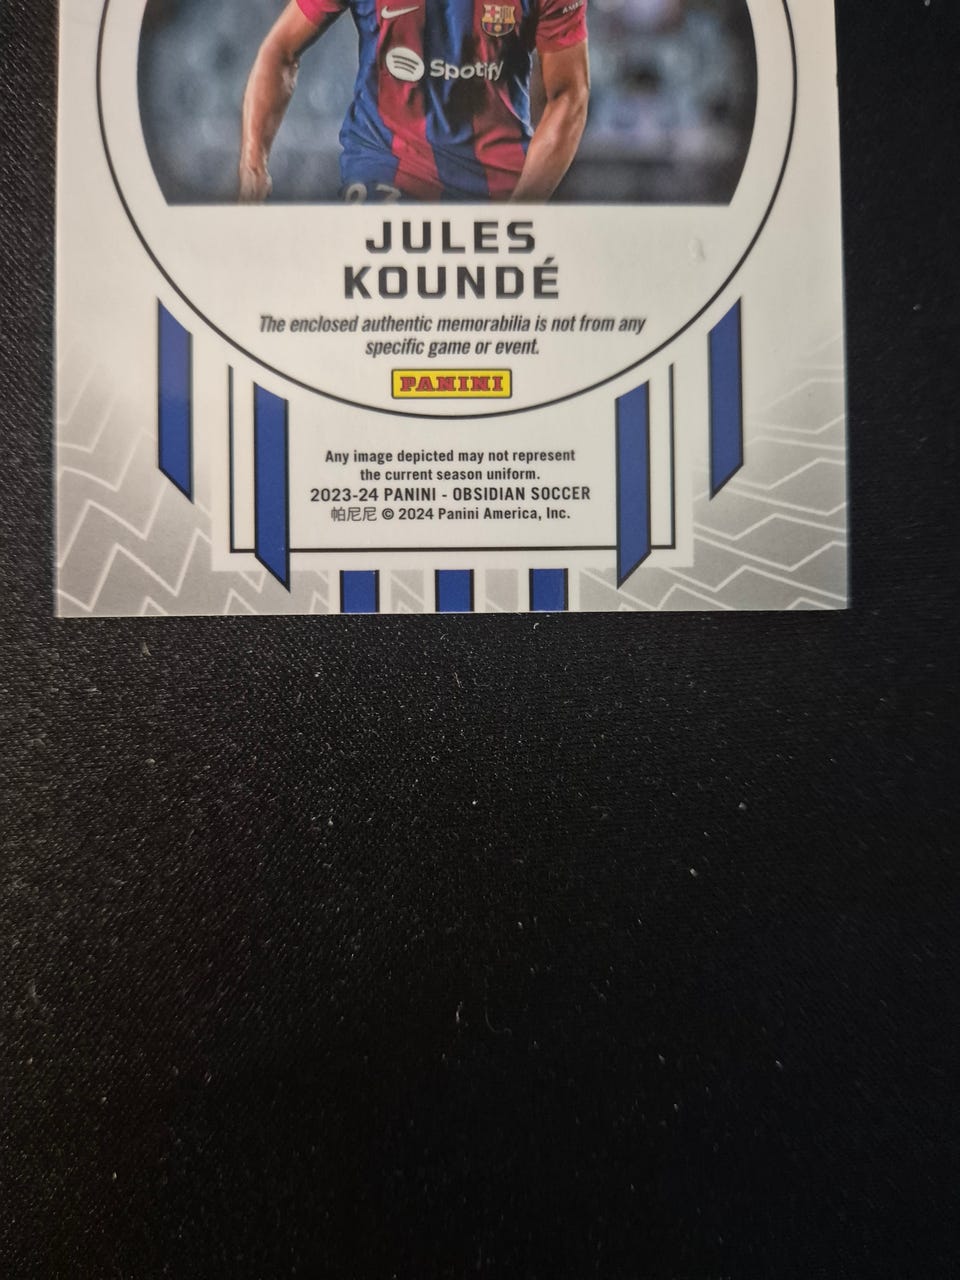 Spotify
23
JULES
KOUNDÉ
The enclosed authentic memorabilia is not from any
specific game or event.
PANINI
Any image depicted may not represent
the current season uniform.
2023-24 PANINI - OBSIDIAN SOCCER
帕尼尼 © 2024 Panini America, Inc.